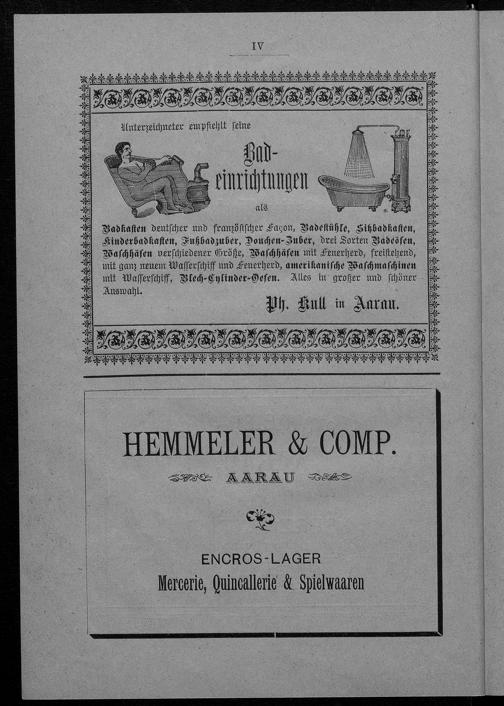 IV
Unterzeichneter empfiehlt seine
Bad-
einrichtungen
als
Badkasten deutscher und französischer Façon, Badestühle, Sitzbadkasten,
Kinderbadkasten, Fußbadzuber, Douchen-Zuber, drei Sorten Badeöfen,
Waschhäfen verschiedener Größe, Waschhäfen mit Feuerherd, freistehend,
mit ganz neuem Wasserschiff und Feuerherd, amerikanische Waschmaschinen
mit Wasserschiff, Blech-Cylinder-Oefen. Alles in großer und schöner
Auswahl.
Ph. Kull in Aarau.
HEMMELER & COMP.
AARAU
ENCROS-LAGER
Mercerie, Quincallerie & Spielwaaren